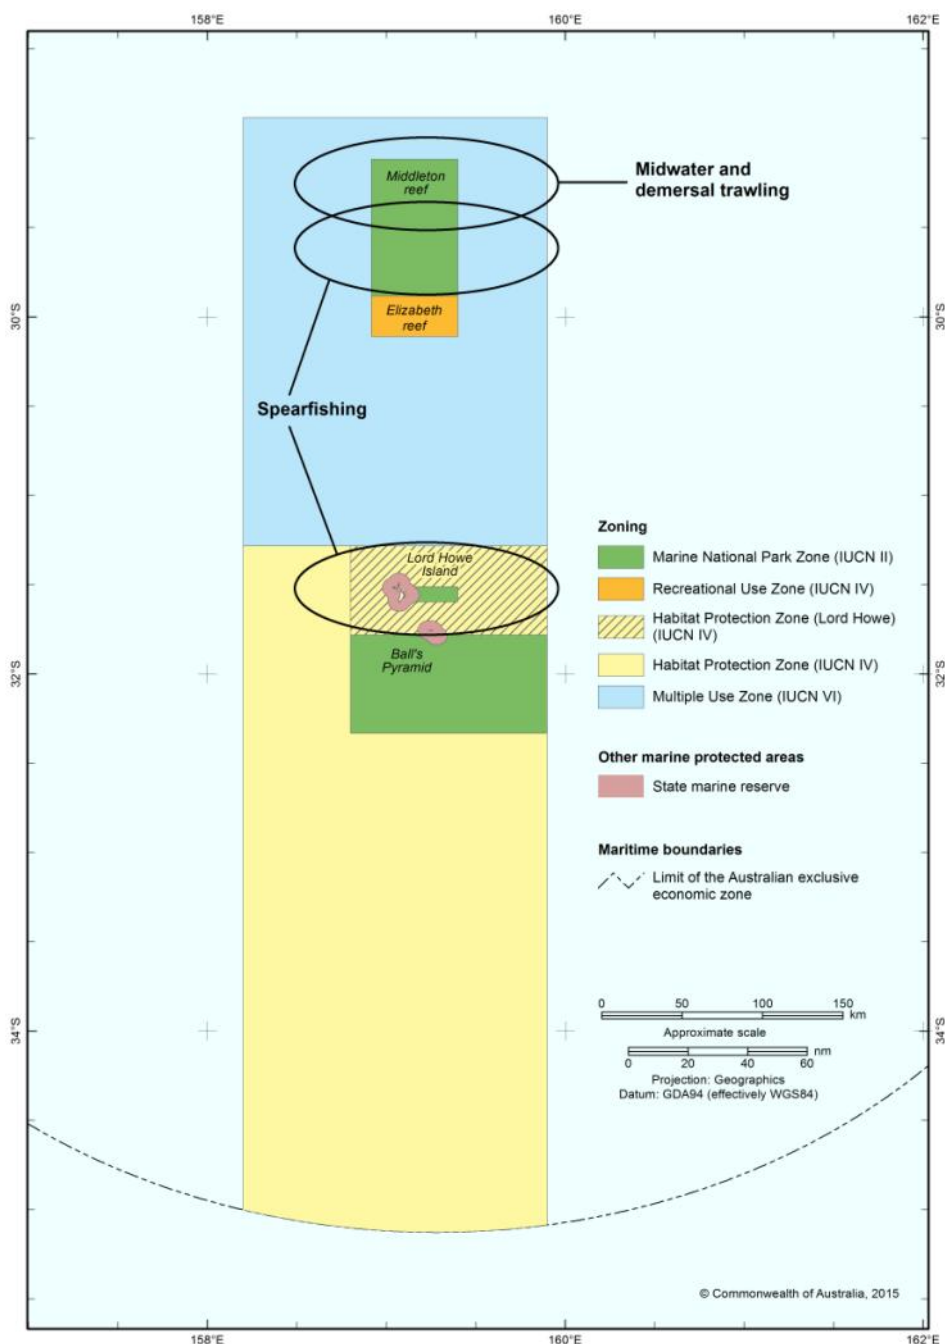 158°E
160°E
162°E
Middleton
reef
Midwater and
demersal trawling
30°S
Elizabeth
reef
30°S
Spearfishing
Lord Howe
Island
Ball's
Pyramid
32°S
32°S
Zoning
Marine National Park Zone (IUCN II)
Recreational Use Zone (IUCN IV)
Habitat Protection Zone (Lord Howe)
(IUCN IV)
Habitat Protection Zone (IUCN IV)
Multiple Use Zone (IUCN VI)
Other marine protected areas
State marine reserve
Maritime boundaries
Limit of the Australian exclusive
economic zone
34°S
34°S
0 50 100 150
km
Approximate scale
nm
0 20 40 60
Projection: Geographics
Datum: GDA94 (effectively WGS84)
© Commonwealth of Australia, 2015
158°E
160°E
162°E